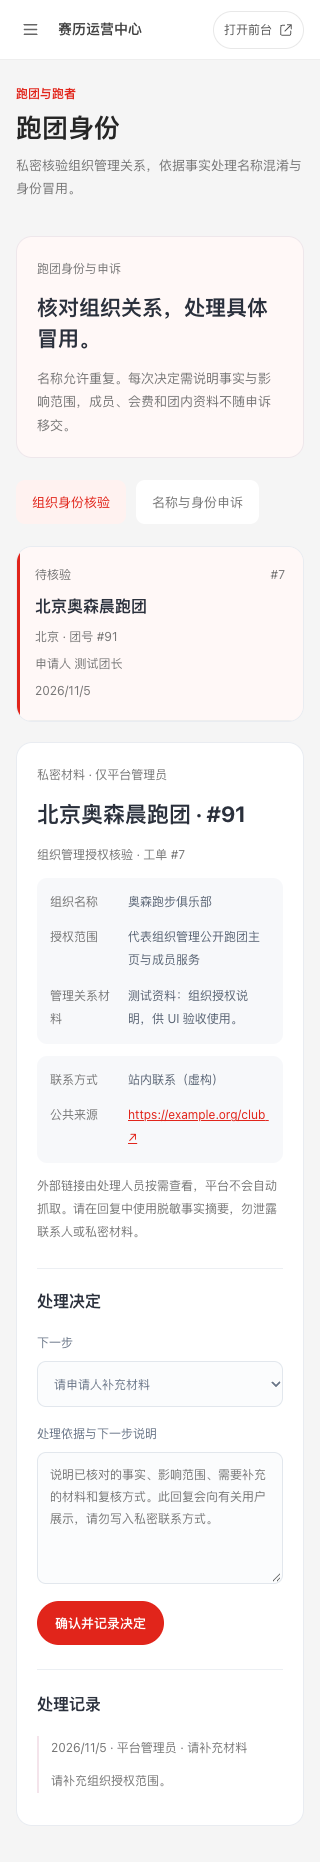 赛历运营中心
打开前台
跑团与跑者
跑团身份
私密核验组织管理关系，依据事实处理名称混淆与
身份冒用。
跑团身份与申诉
核对组织关系，处理具体
冒用。
名称允许重复。每次决定需说明事实与影
响范围，成员、会费和团内资料不随申诉
移交。
组织身份核验
名称与身份申诉
待核验
#7
北京奥森晨跑团
北京 · 团号 #91
申请人 测试团长
2026/11/5
私密材料 · 仅平台管理员
北京奥森晨跑团 · #91
组织管理授权核验 · 工单 #7
组织名称
奥森跑步俱乐部
授权范围
代表组织管理公开跑团主
页与成员服务
管理关系材
料
测试资料：组织授权说
明，供 UI 验收使用。
联系方式
站内联系（虚构）
公共来源
https://example.org/club
↗
外部链接由处理人员按需查看，平台不会自动
抓取。请在回复中使用脱敏事实摘要，勿泄露
联系人或私密材料。
处理决定
下一步
请申请人补充材料
处理依据与下一步说明
说明已核对的事实、影响范围、需要补充
的材料和复核方式。此回复会向有关用户
展示，请勿写入私密联系方式。
确认并记录决定
处理记录
2026/11/5 · 平台管理员 · 请补充材料
请补充组织授权范围。